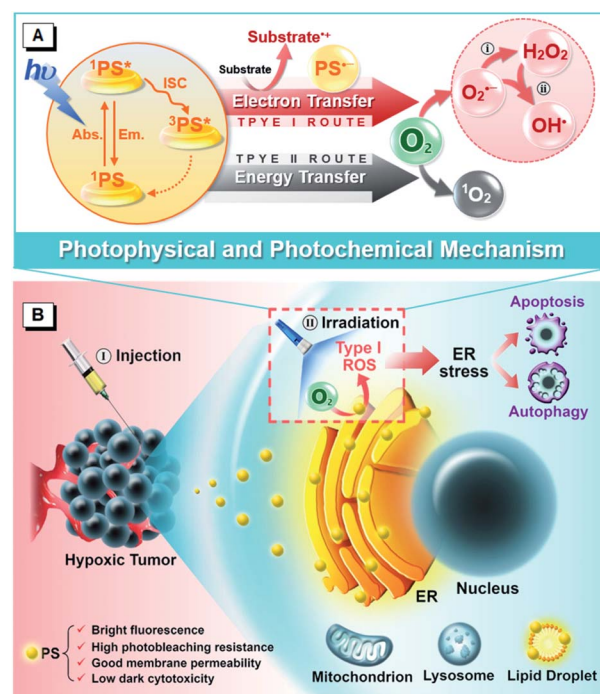 A
hυ
¹PS*
ISC
³PS*
Abs.
Em.
¹PS
Substrate•+
Substrate
PS•−
Electron Transfer
TPYE I ROUTE
TPYE II ROUTE
Energy Transfer
O₂
¹O₂
O₂•−
i
H₂O₂
ii
OH•
Photophysical and Photochemical Mechanism
B
I Injection
Hypoxic Tumor
II Irradiation
Type I
ROS
O₂
ER
stress
Apoptosis
Autophagy
ER
Nucleus
PS
✓ Bright fluorescence
✓ High photobleaching resistance
✓ Good membrane permeability
✓ Low dark cytotoxicity
Mitochondrion
Lysosome
Lipid Droplet